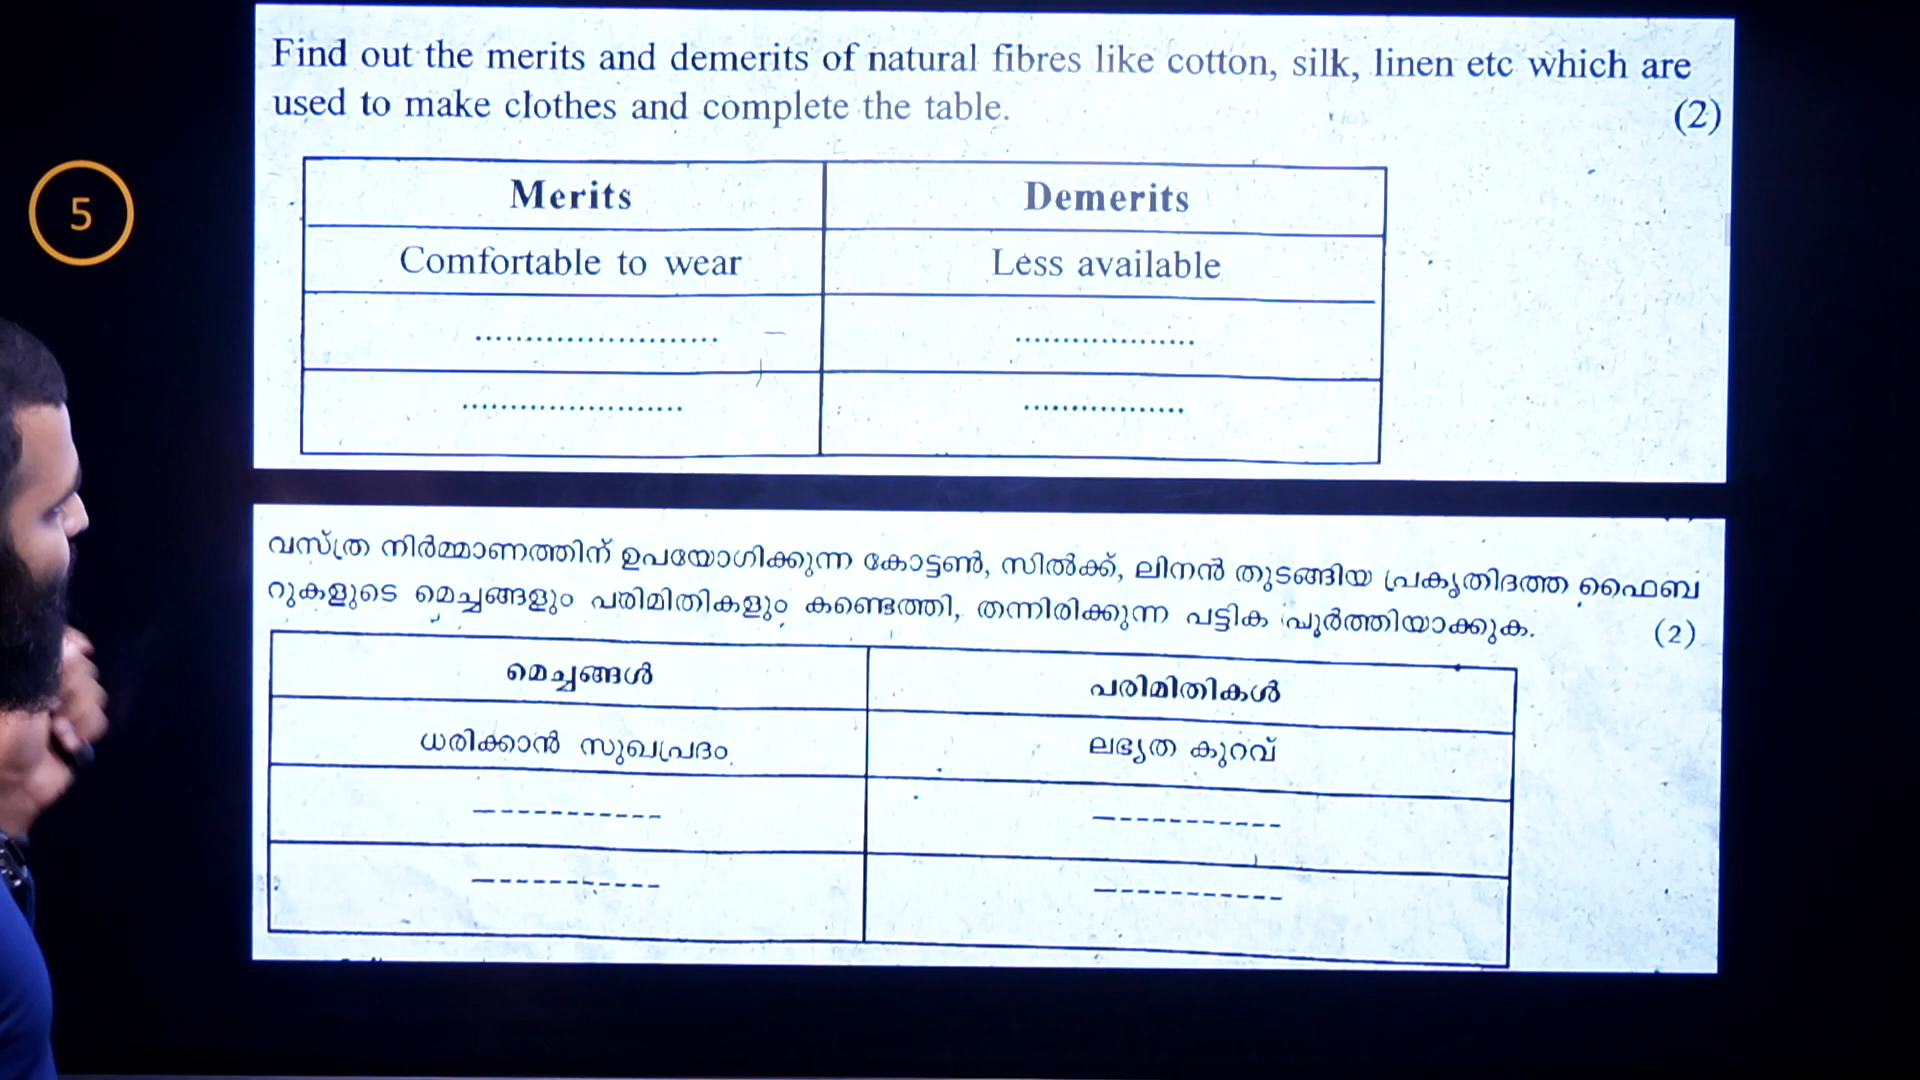 Find out the merits and demerits of natural fibres like cotton, silk, linen etc which are
used to make clothes and complete the table. (2)
5
Merits Demerits
Comfortable to wear Less available
........................ ...................
...................... .................
വസ്ത്ര നിർമ്മാണത്തിന് ഉപയോഗിക്കുന്ന കോട്ടൺ, സിൽക്ക്, ലിനൻ തുടങ്ങിയ പ്രകൃതിദത്ത ഫൈബ
റുകളുടെ മെച്ചങ്ങളും പരിമിതികളും കണ്ടെത്തി, തന്നിരിക്കുന്ന പട്ടിക പൂർത്തിയാക്കുക. (2)
മെച്ചങ്ങൾ പരിമിതികൾ
ധരിക്കാൻ സുഖപ്രദം ലഭ്യത കുറവ്
----------- -----------
----------- -----------